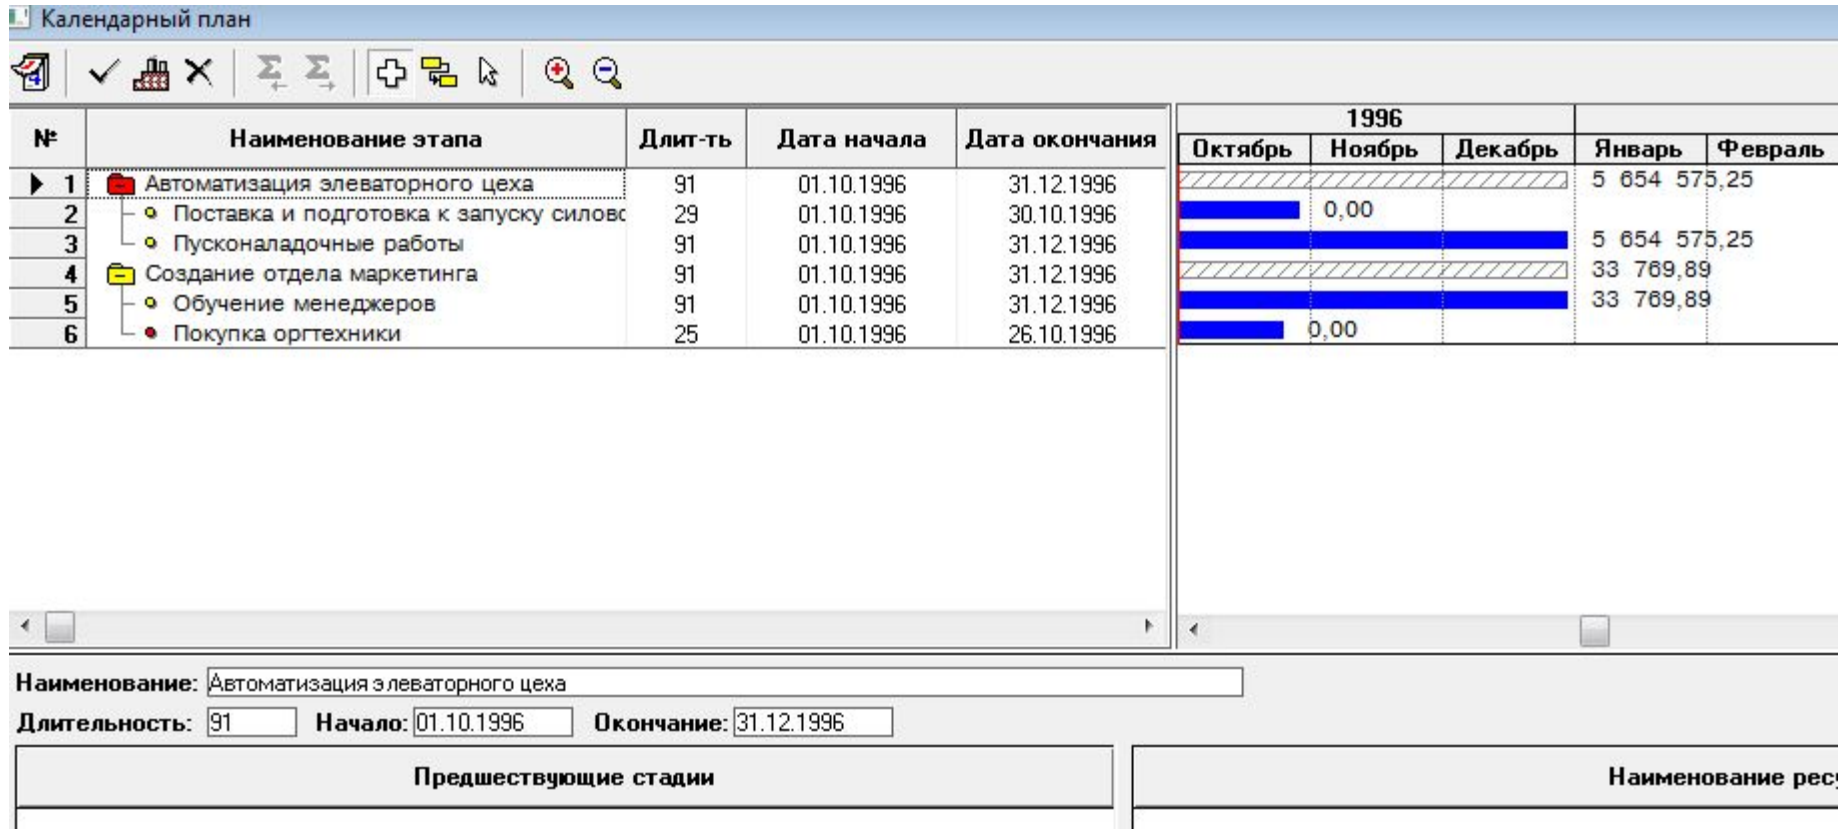 Календарный план
1996
№ Наименование этапа Длит-ть Дата начала Дата окончания Октябрь Ноябрь Декабрь Январь Февраль
1 Автоматизация элеваторного цеха 91 01.10.1996 31.12.1996 5 654 575,25
2 Поставка и подготовка к запуску силово 29 01.10.1996 30.10.1996 0,00
3 Пусконаладочные работы 91 01.10.1996 31.12.1996 5 654 575,25
4 Создание отдела маркетинга 91 01.10.1996 31.12.1996 33 769,89
5 Обучение менеджеров 91 01.10.1996 31.12.1996 33 769,89
6 Покупка оргтехники 25 01.10.1996 26.10.1996 0,00
Наименование: Автоматизация элеваторного цеха
Длительность: 91 Начало: 01.10.1996 Окончание: 31.12.1996
Предшествующие стадии Наименование рес